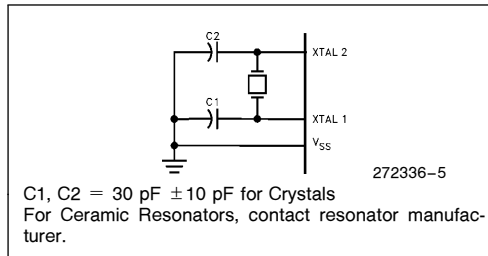 C2
XTAL 2
C1
XTAL 1
VSS
272336–5
C1, C2 = 30 pF ±10 pF for Crystals
For Ceramic Resonators, contact resonator manufac-
turer.